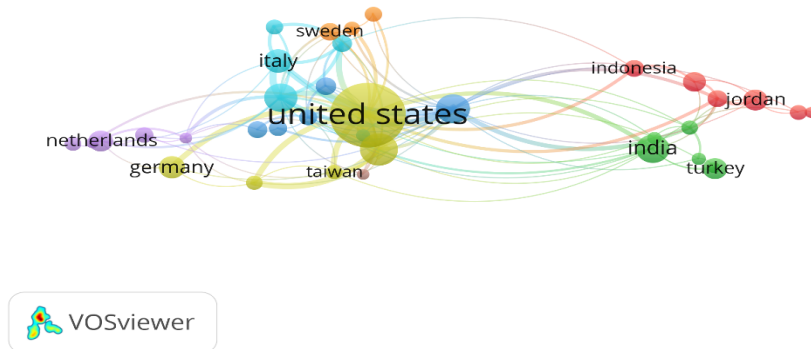 sweden
italy
indonesia
jordan
united states
netherlands
india
germany
turkey
taiwan
VOSviewer